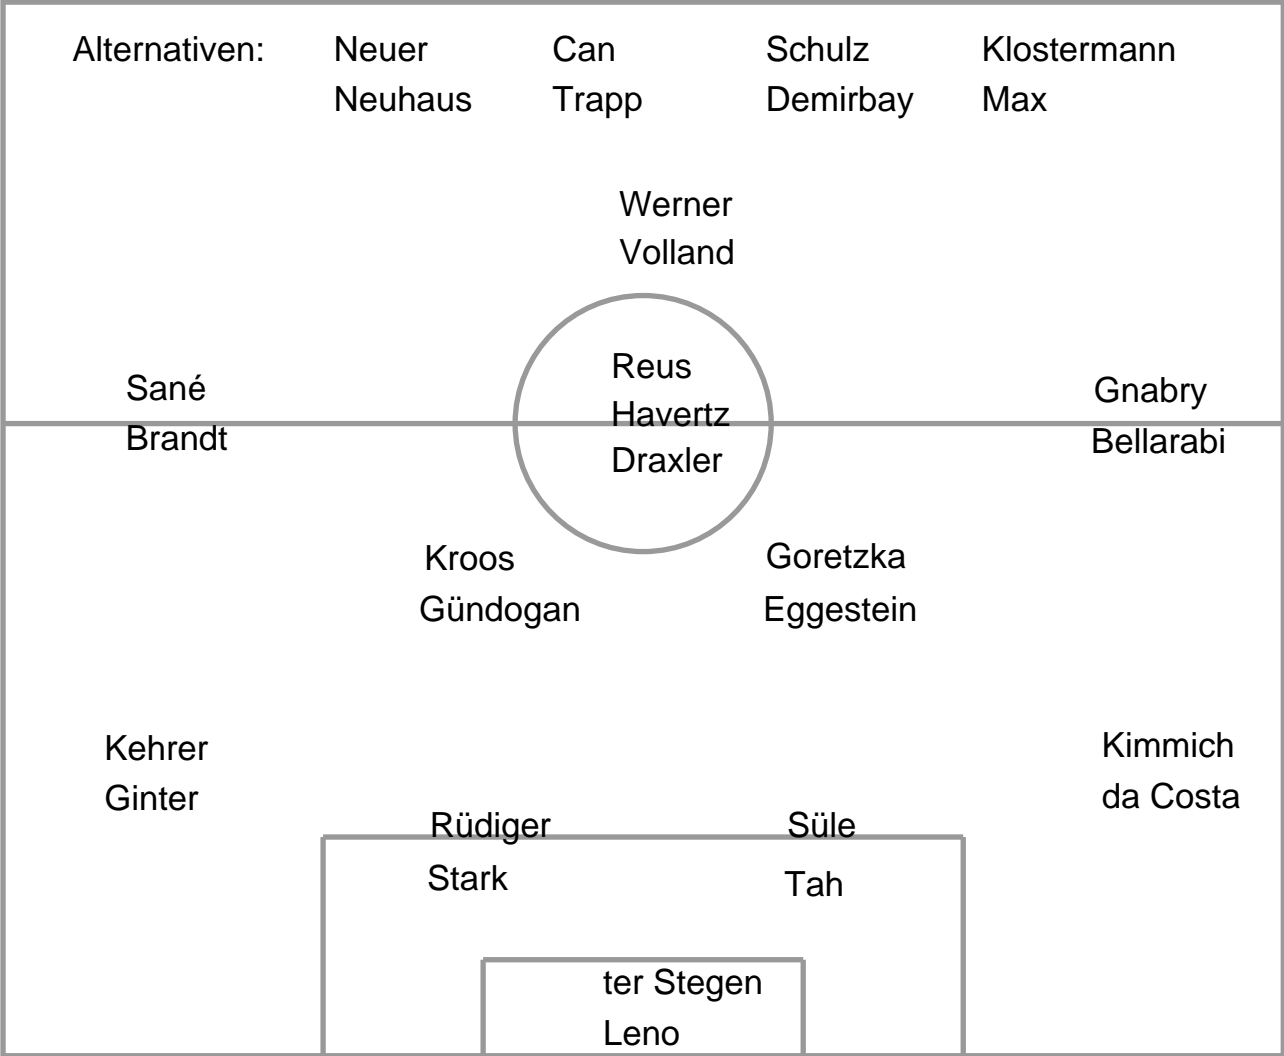 Alternativen: Neuer Can Schulz Klostermann
Neuhaus Trapp Demirbay Max
Werner
Volland
Reus
Sané Havertz Gnabry
Brandt Draxler Bellarabi
Kroos Goretzka
Gündogan Eggestein
Kehrer Kimmich
Ginter da Costa
Rüdiger Süle
Stark Tah
ter Stegen
Leno